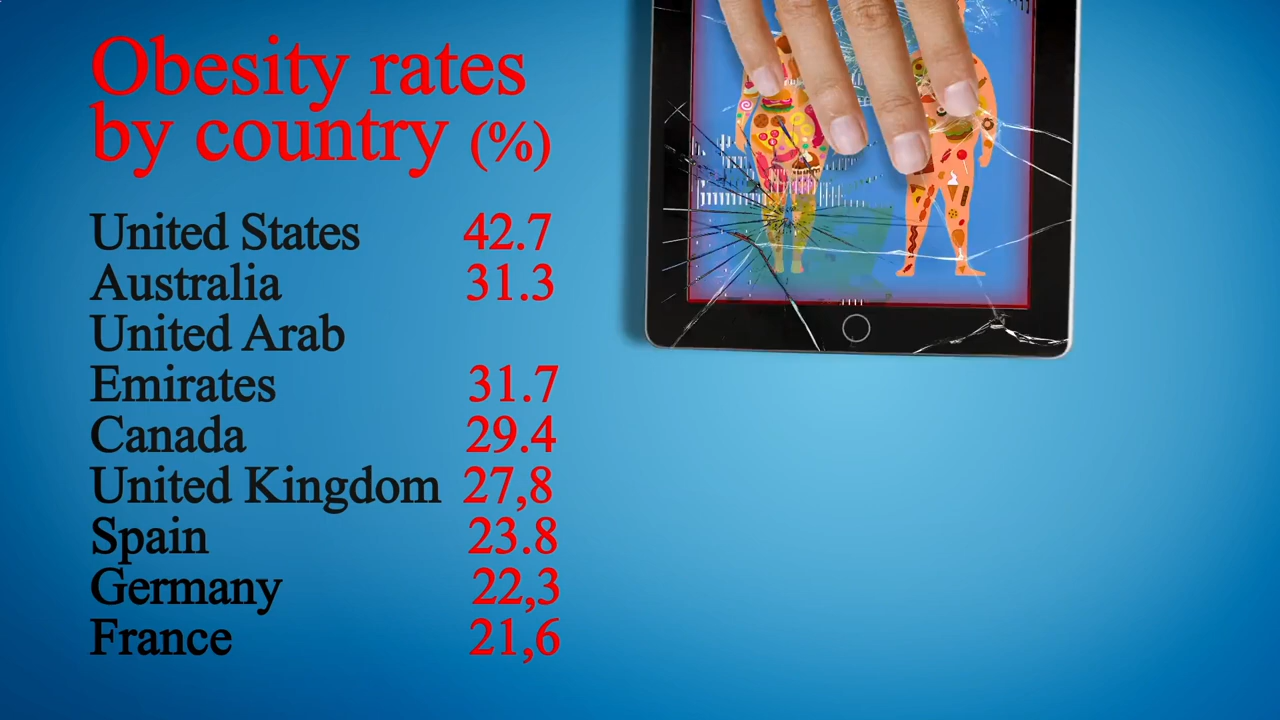 Obesity rates
by country (%)
United States 42.7
Australia 31.3
United Arab
Emirates 31.7
Canada 29.4
United Kingdom 27,8
Spain 23.8
Germany 22,3
France 21,6